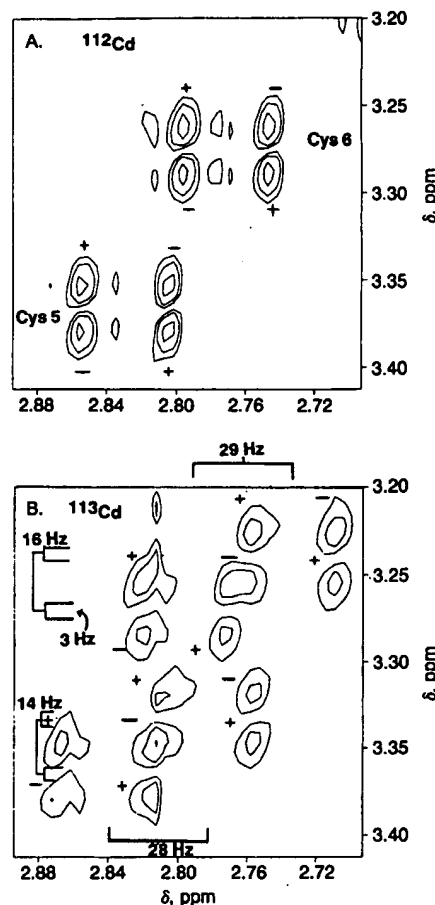 A. ¹¹²Cd
3.20
+ −
Cys 6
3.25
3.30
− +
δ, ppm
+ −
3.35
Cys 5
− +
3.40
2.88 2.84 2.80 2.76 2.72
29 Hz
B. ¹¹³Cd
3.20
+ −
16 Hz
+ − +
3.25
3 Hz
− +
3.30
+ −
δ, ppm
14 Hz
+ − +
3.35
− +
3.40
28 Hz
2.88 2.84 2.80 2.76 2.72
δ, ppm